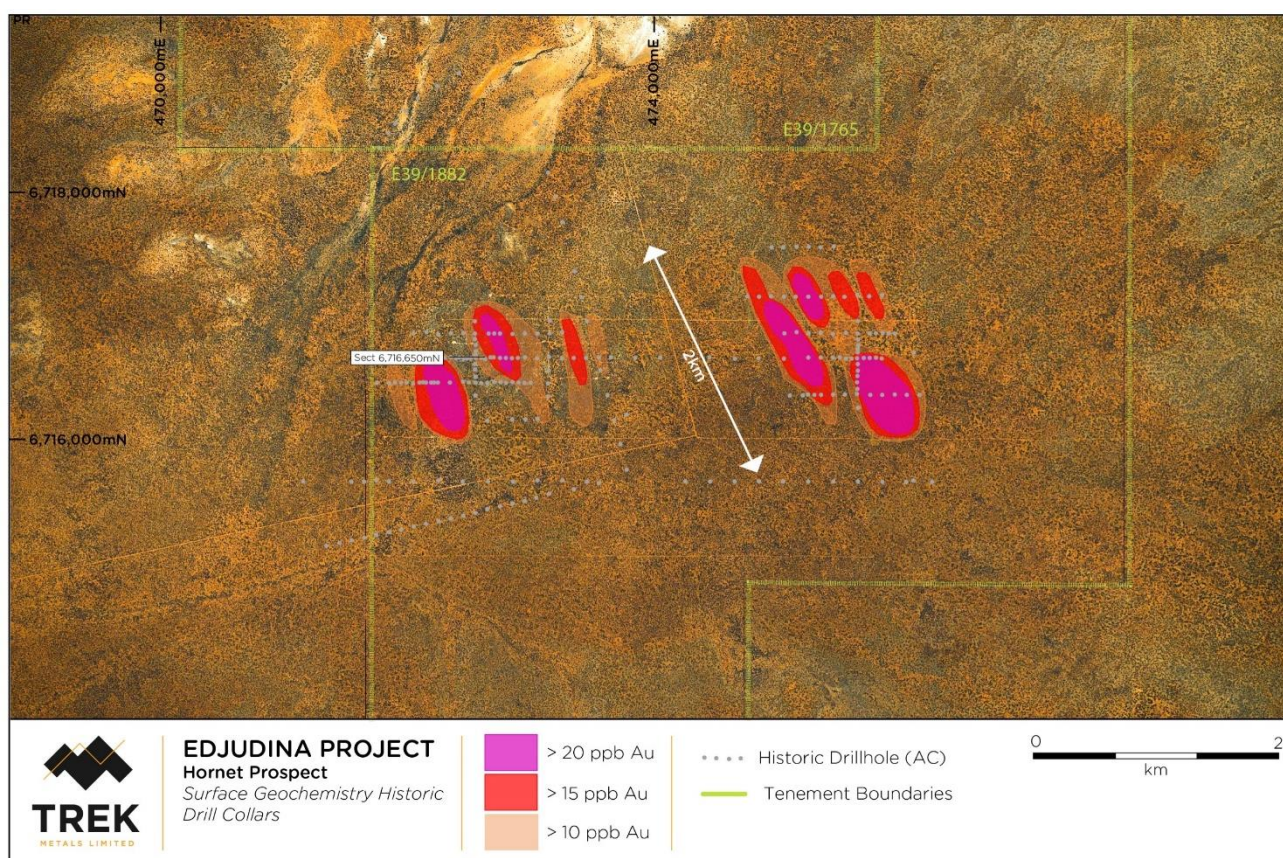 PR
470,000mE
474,000mE
E39/1765
E39/1882
6,718,000mN
Sect 6,716,650mN
2km
6,716,000mN
TREK
METALS LIMITED
EDJUDINA PROJECT
Hornet Prospect
Surface Geochemistry Historic
Drill Collars
> 20 ppb Au
> 15 ppb Au
> 10 ppb Au
Historic Drillhole (AC)
Tenement Boundaries
0 2
km